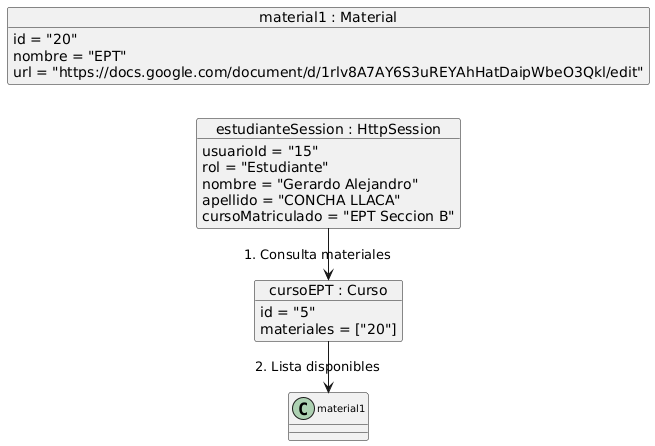 material1 : Material
id = "20"
nombre = "EPT"
url = "https://docs.google.com/document/d/1rlv8A7AY6S3uREYAhHatDaipWbeO3Qkl/edit"
estudianteSession : HttpSession
usuarioId = "15"
rol = "Estudiante"
nombre = "Gerardo Alejandro"
apellido = "CONCHA LLACA"
cursoMatriculado = "EPT Seccion B"
1. Consulta materiales
cursoEPT : Curso
id = "5"
materiales = ["20"]
2. Lista disponibles
C material1